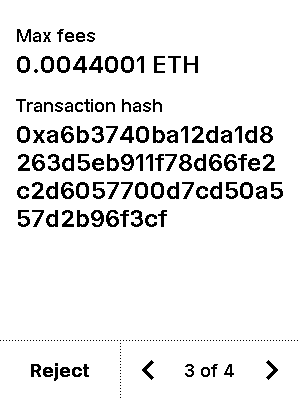 Max fees
0.0044001 ETH
Transaction hash
0xa6b3740ba12da1d8
263d5eb911f78d66fe2
c2d6057700d7cd50a5
57d2b96f3cf
Reject
3 of 4